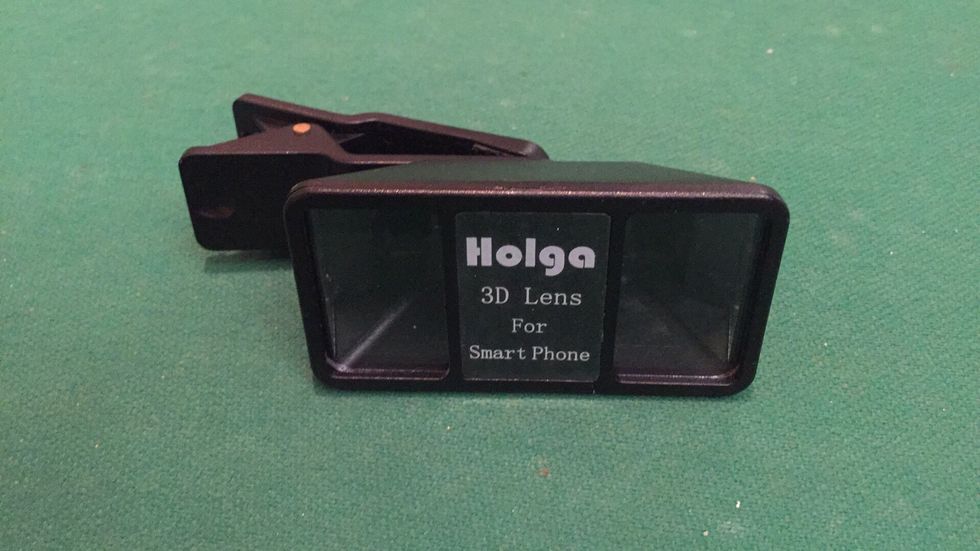 Holga
3D Lens
For
Smart Phone